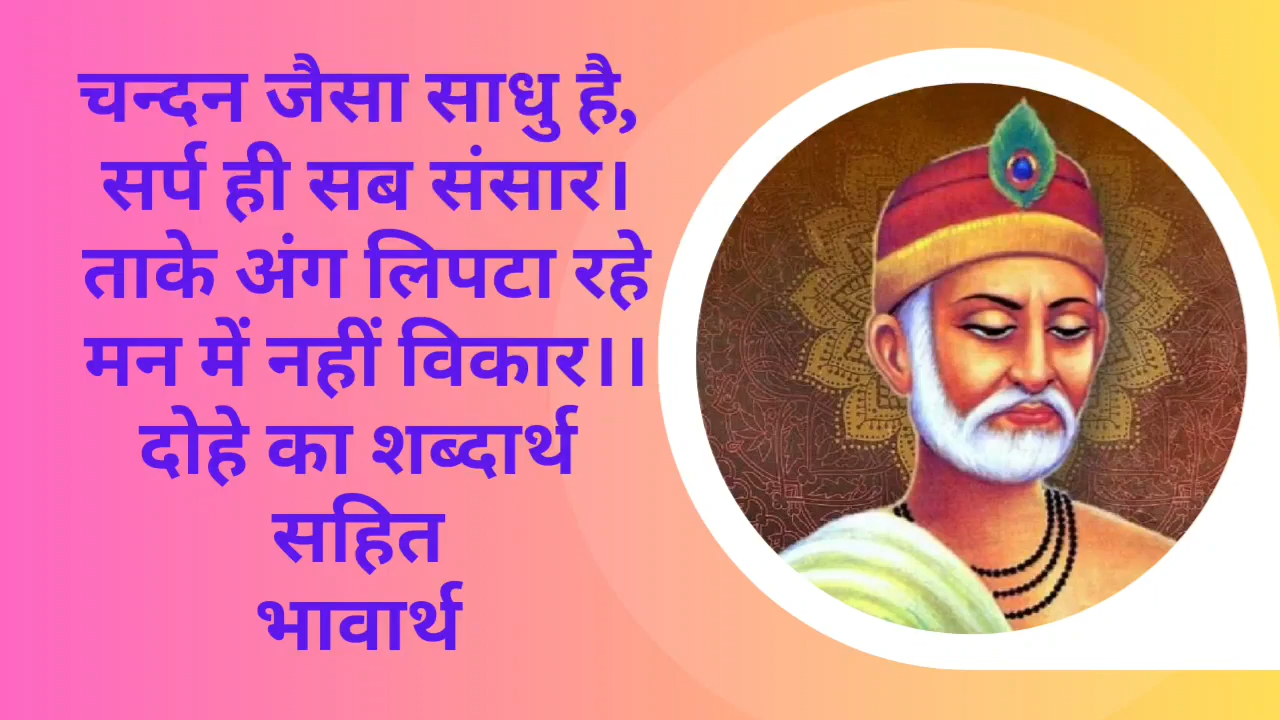 चन्दन जैसा साधु है,
सर्प ही सब संसार।
ताके अंग लिपटा रहे
मन में नहीं विकार।।
दोहे का शब्दार्थ
सहित
भावार्थ